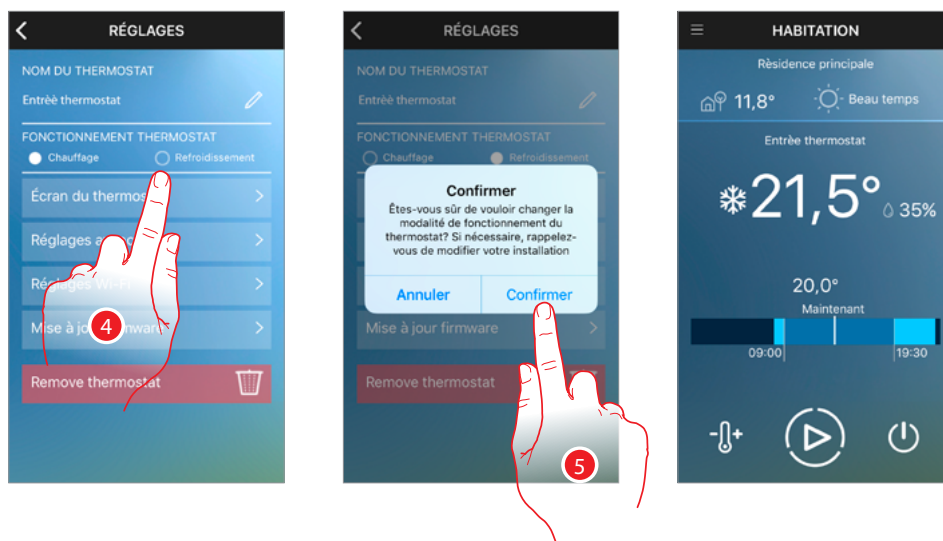 RÉGLAGES
NOM DU THERMOSTAT
Entrèè thermostat
FONCTIONNEMENT THERMOSTAT
Chauffage Refroidissement
Écran du thermos
Réglages a
Réglages Wi-Fi
Mise à jo rmware
Remove thermostat
4
RÉGLAGES
NOM DU THERMOSTAT
Entrèè thermostat
FONCTIONNEMENT THERMOSTAT
Chauffage Refroidissement
Confirmer
Êtes-vous sûr de vouloir changer la
modalité de fonctionnement du
thermostat? Si nécessaire, rappelez-
vous de modifier votre installation
Annuler Confirmer
Mise à jour firmware
Remove thermostat
5
HABITATION
Rèsidence principale
11,8° Beau temps
Entrèe thermostat
21,5° 35%
20,0°
Maintenant
09:00 19:30